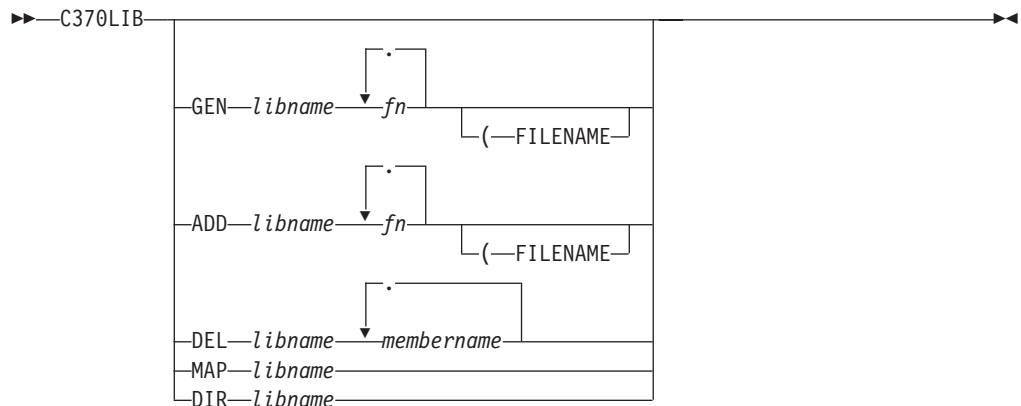 C370LIB
.
GEN libname fn
( FILENAME
.
ADD libname fn
( FILENAME
.
DEL libname membername
MAP libname
DIR libname